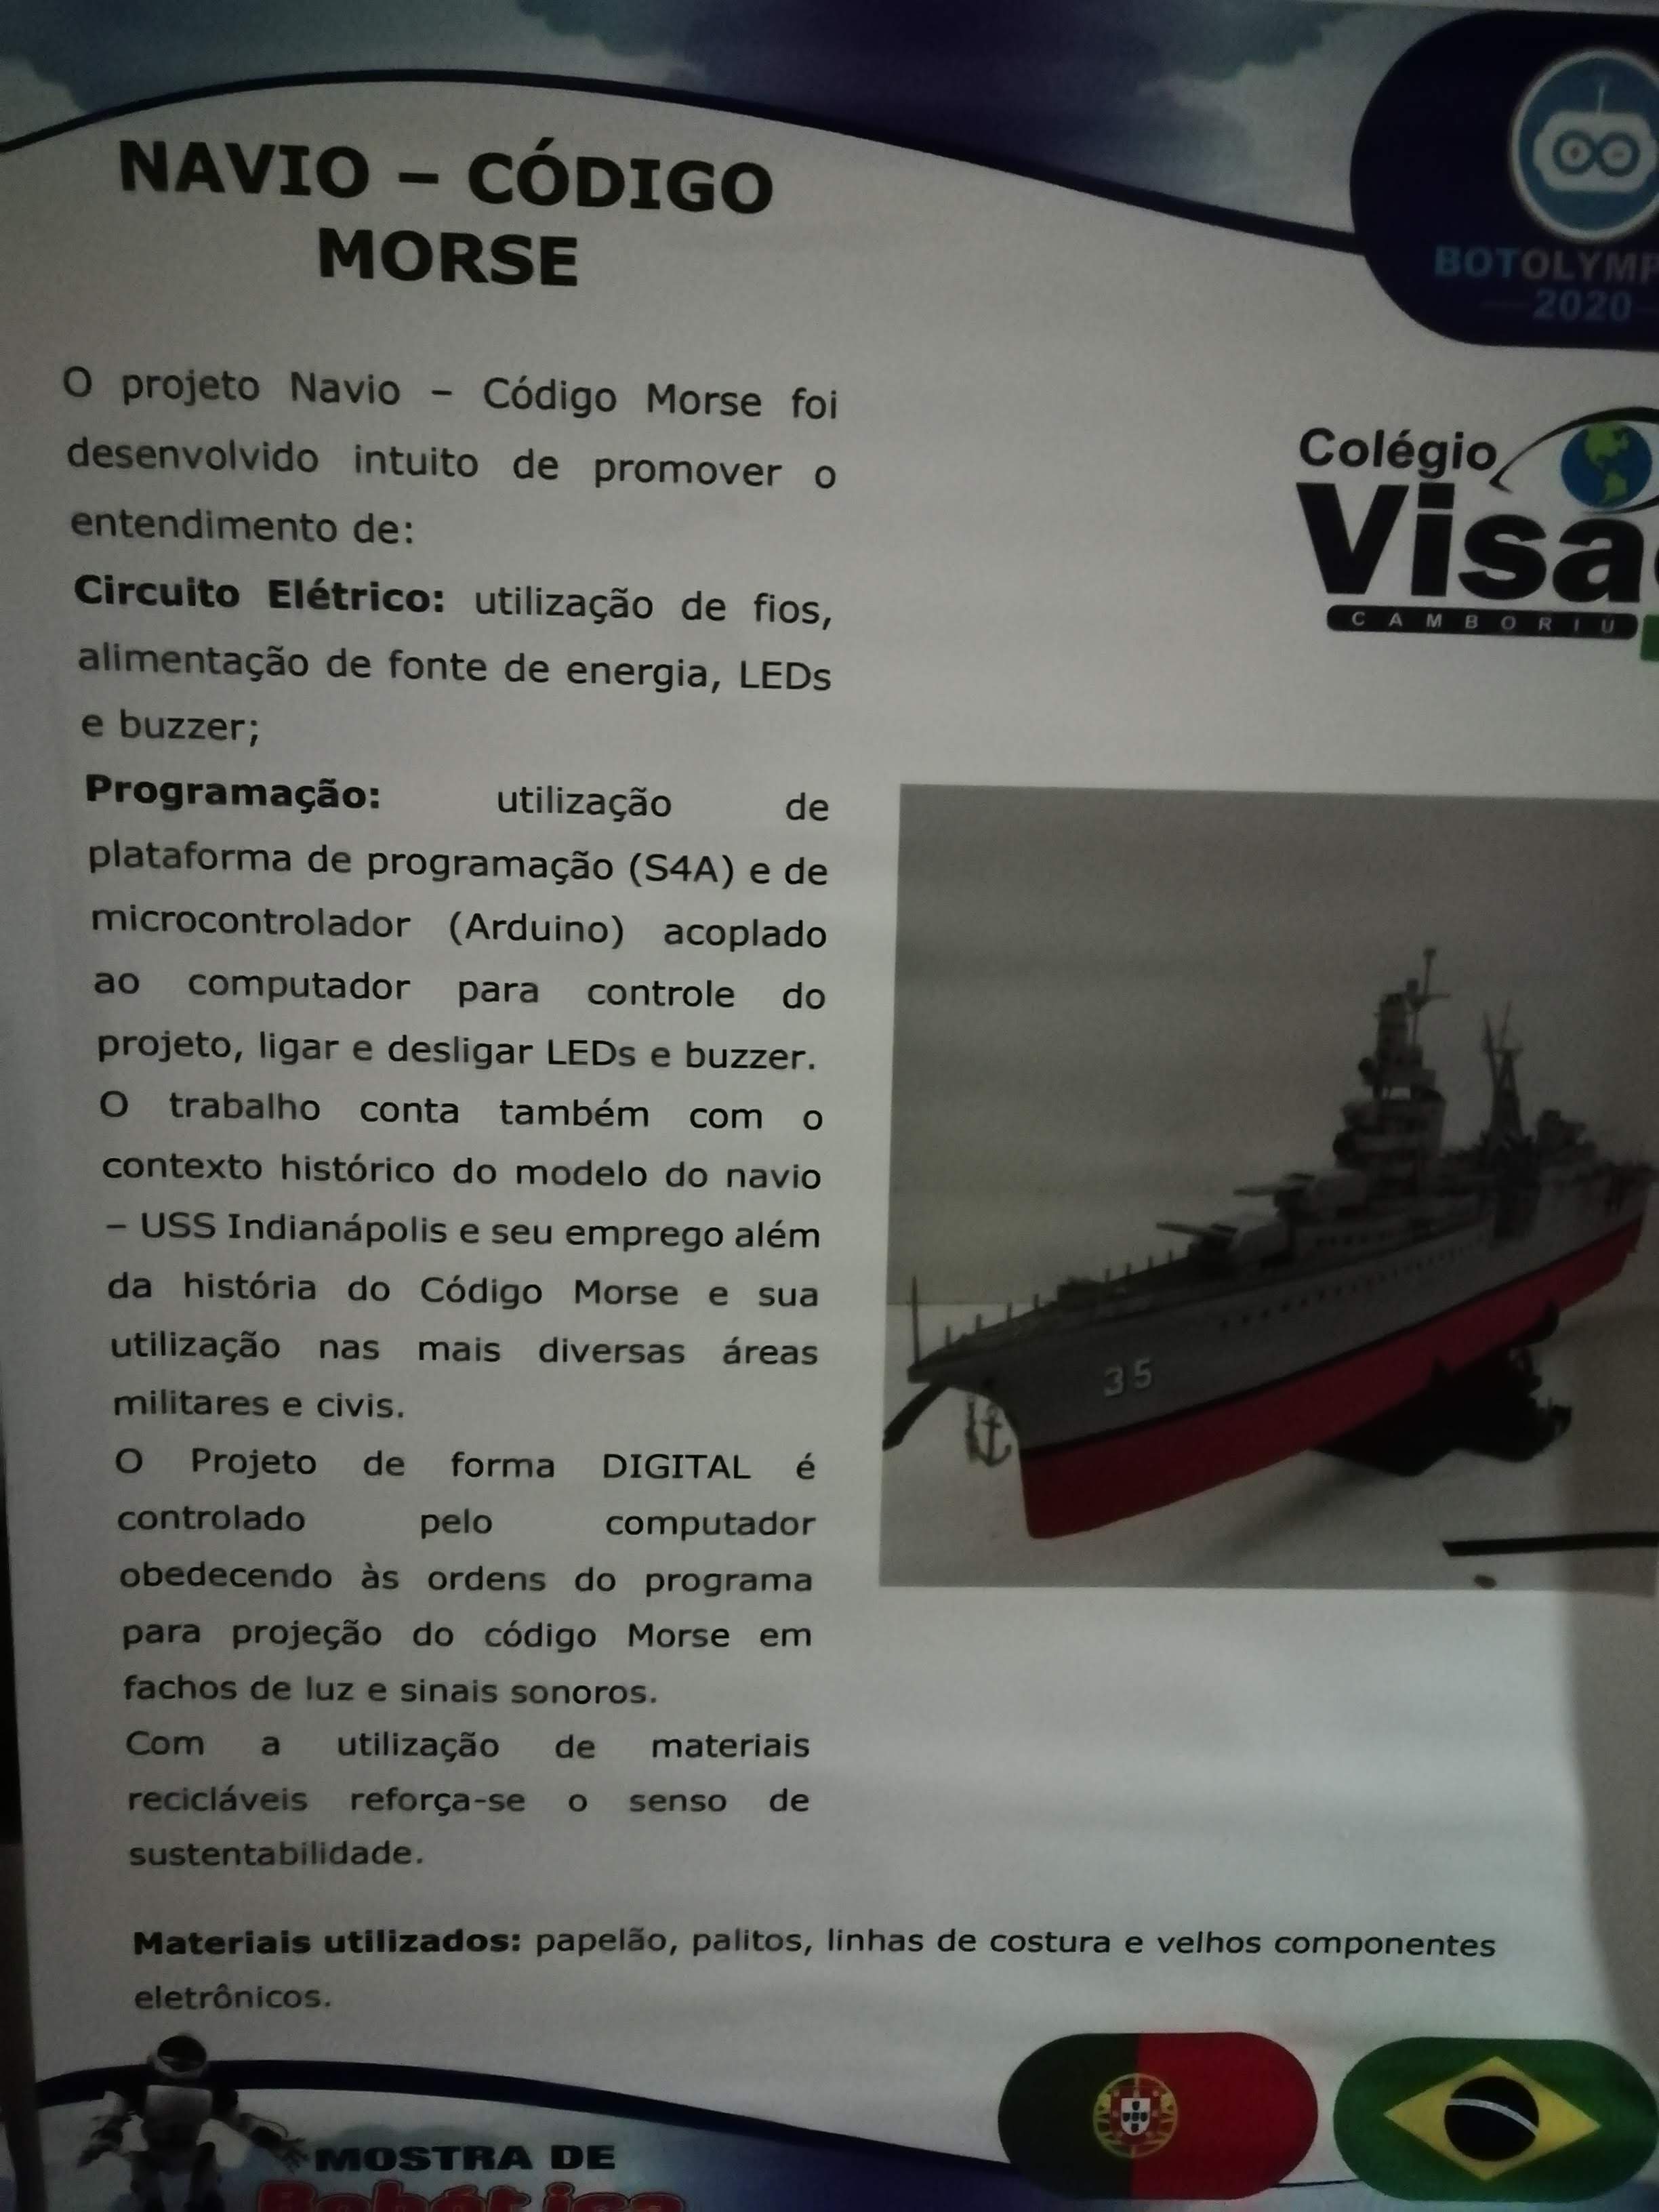 NAVIO – CÓDIGO
MORSE
BOTOLYMP
2020
Colégio
Visã
CAMBORIU
O projeto Navio – Código Morse foi
desenvolvido intuito de promover o
entendimento de:
Circuito Elétrico: utilização de fios,
alimentação de fonte de energia, LEDs
e buzzer;
Programação: utilização de
plataforma de programação (S4A) e de
microcontrolador (Arduino) acoplado
ao computador para controle do
projeto, ligar e desligar LEDs e buzzer.
O trabalho conta também com o
contexto histórico do modelo do navio
– USS Indianápolis e seu emprego além
da história do Código Morse e sua
utilização nas mais diversas áreas
militares e civis.
O Projeto de forma DIGITAL é
controlado pelo computador
obedecendo às ordens do programa
para projeção do código Morse em
fachos de luz e sinais sonoros.
Com a utilização de materiais
recicláveis reforça-se o senso de
sustentabilidade.
35
Materiais utilizados: papelão, palitos, linhas de costura e velhos componentes
eletrônicos.
MOSTRA DE
Robótica